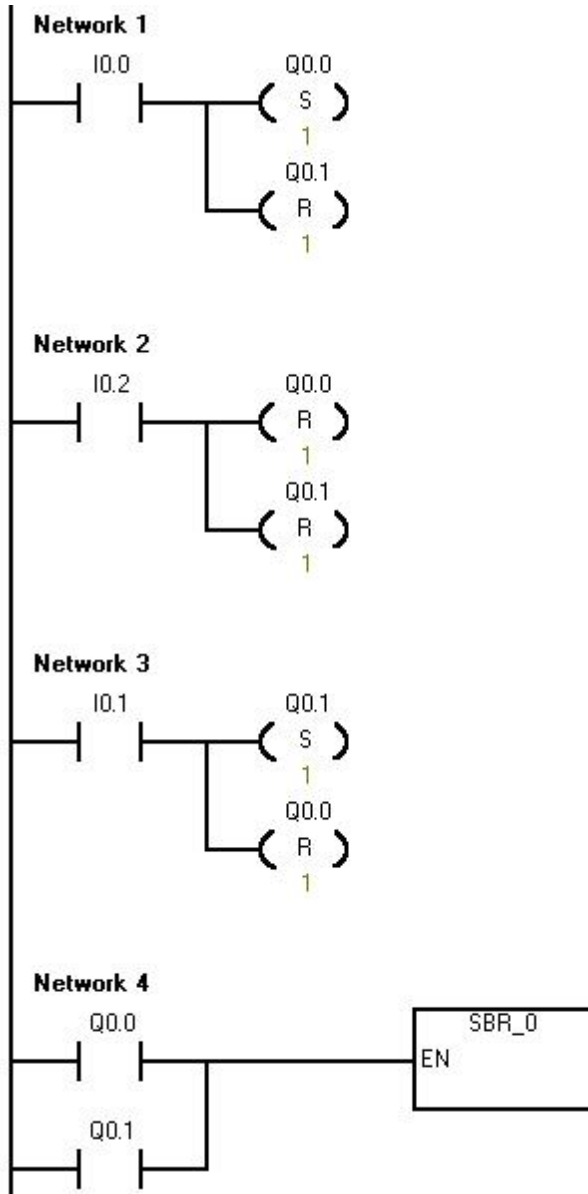 Network 1
I0.0 Q0.0
S
1
Q0.1
R
1
Network 2
I0.2 Q0.0
R
1
Q0.1
R
1
Network 3
I0.1 Q0.1
S
1
Q0.0
R
1
Network 4
Q0.0 SBR_0
EN
Q0.1